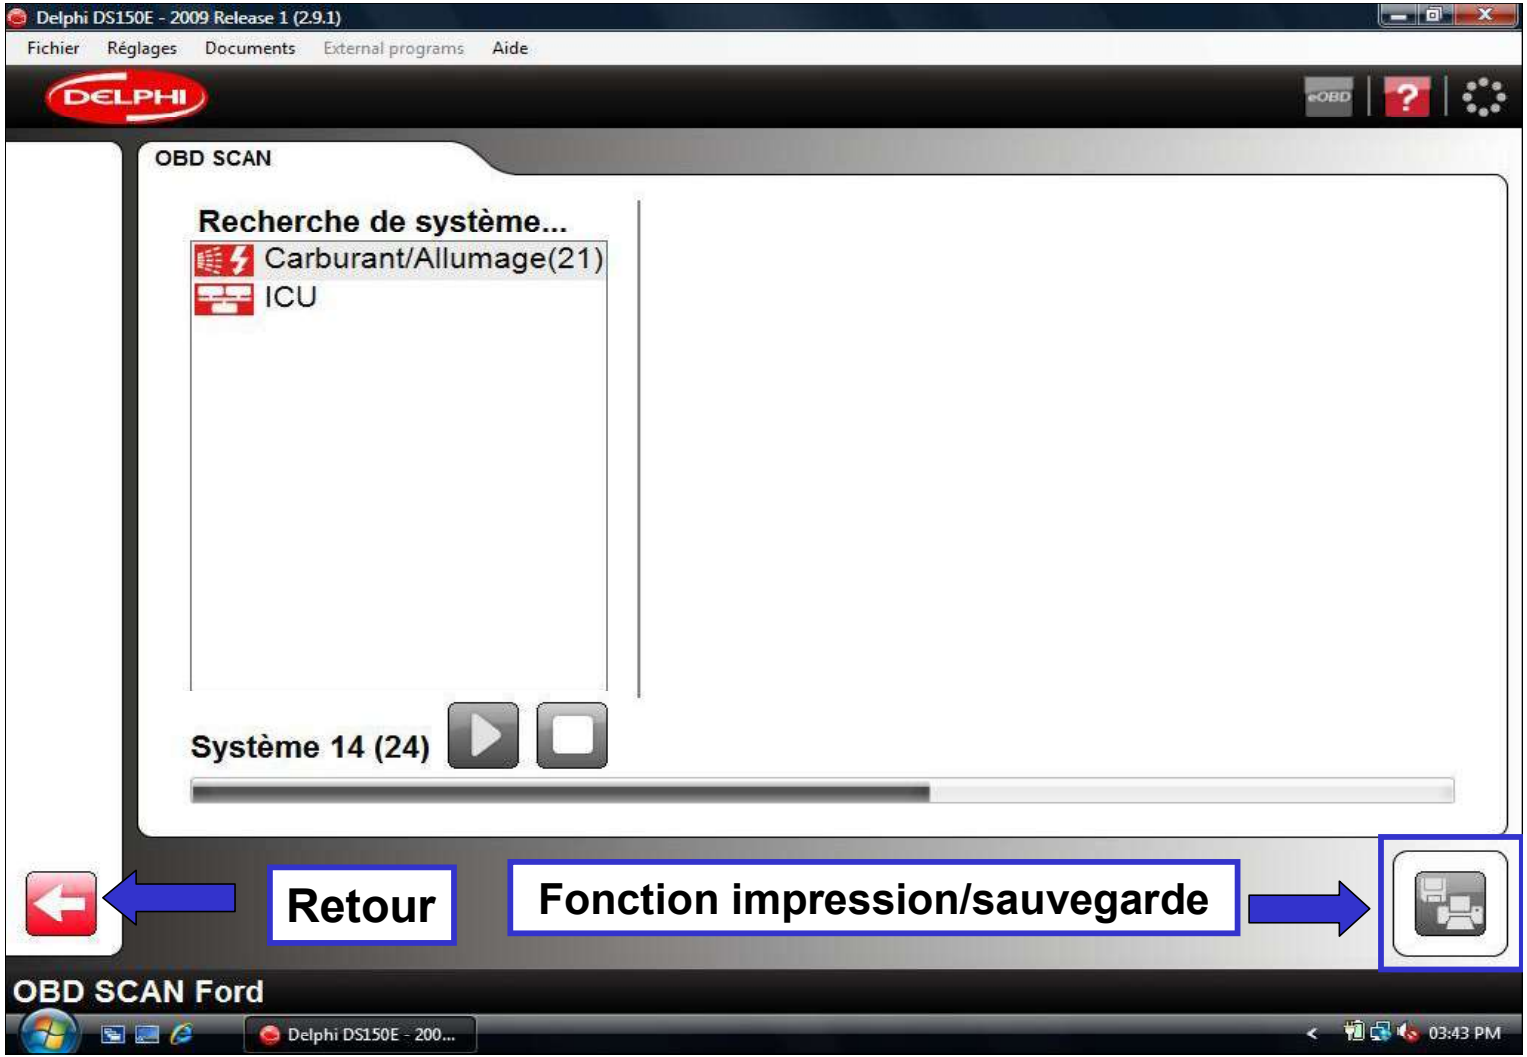 Delphi DS150E - 2009 Release 1 (2.9.1)
Fichier Réglages Documents External programs Aide
DELPHI
eOBD ?
OBD SCAN
Recherche de système...
Carburant/Allumage(21)
ICU
Système 14 (24)
Retour
Fonction impression/sauvegarde
OBD SCAN Ford
Delphi DS150E - 200...
< 03:43 PM